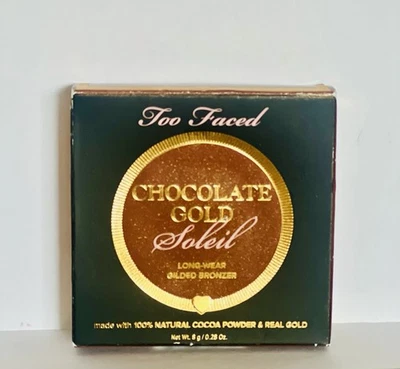 Too Faced
CHOCOLATE
GOLD
Soleil
LONG-WEAR
GILDED BRONZER
made with 100% NATURAL COCOA POWDER & REAL GOLD
Net Wt. 8 g / 0.28 Oz.